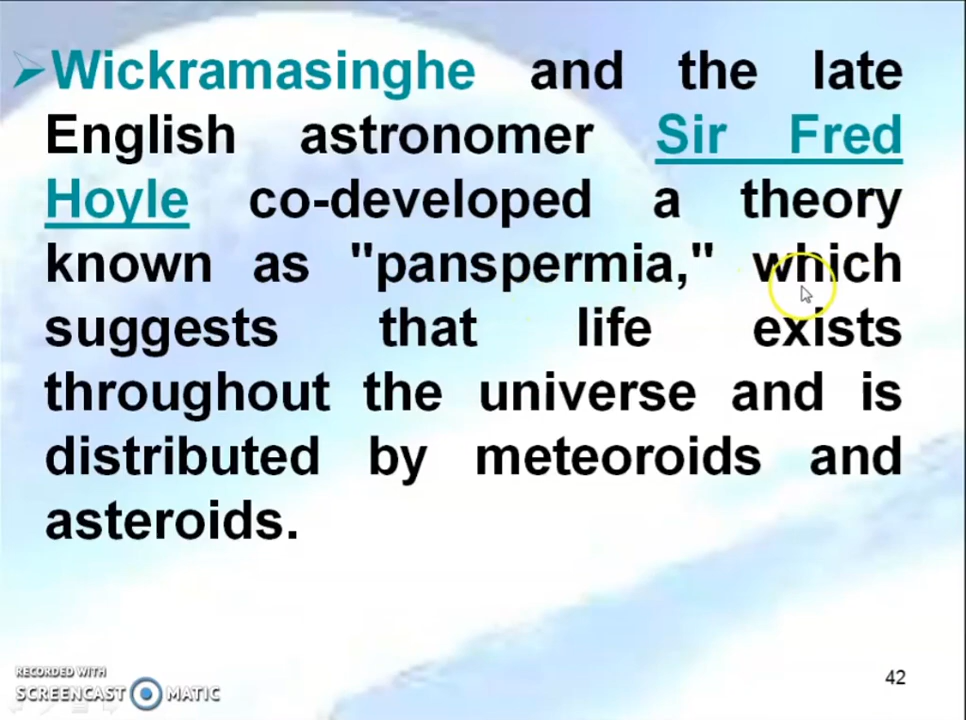 ➢Wickramasinghe and the late
English astronomer Sir Fred
Hoyle co-developed a theory
known as "panspermia," which
suggests that life exists
throughout the universe and is
distributed by meteoroids and
asteroids.
RECORDED WITH
SCREENCAST MATIC
42